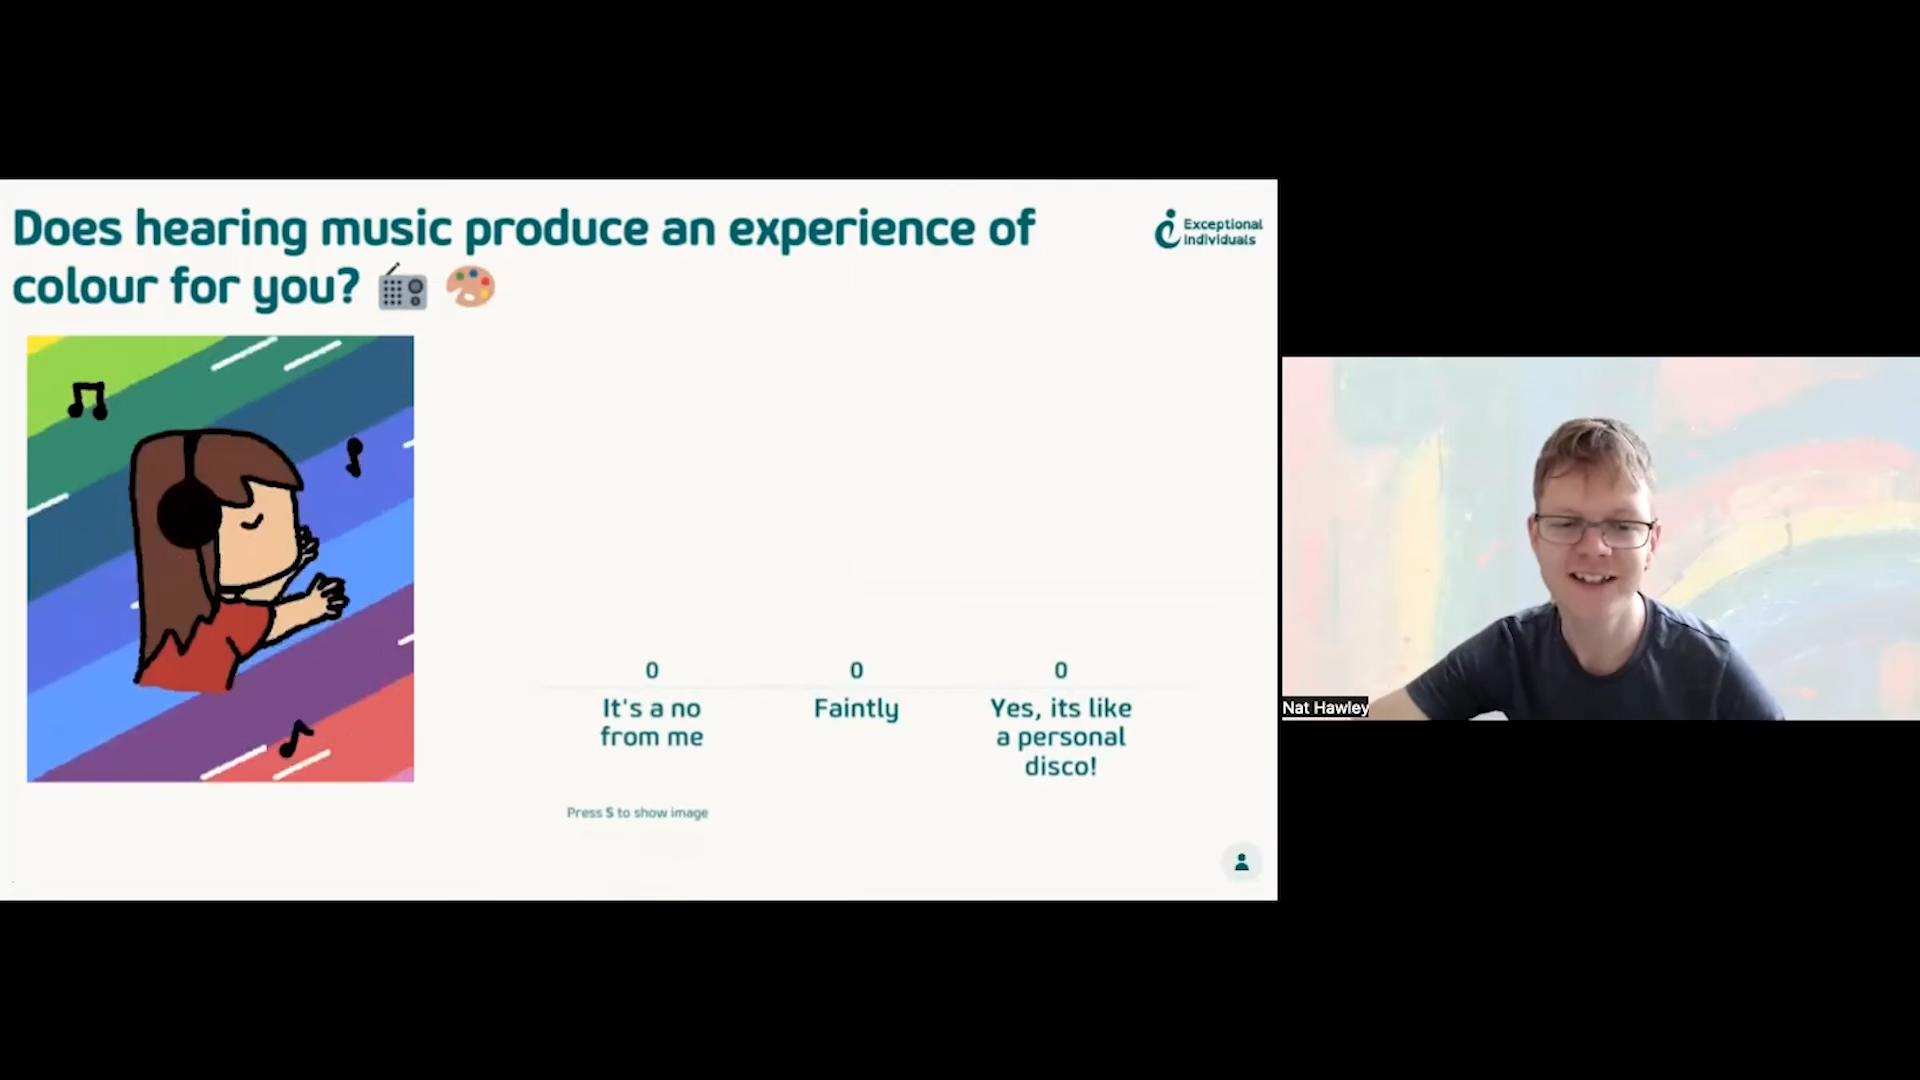 Does hearing music produce an experience of
colour for you?
Exceptional
Individuals
0
0
0
It's a no
from me
Faintly
Yes, its like
a personal
disco!
Press S to show image
Nat Hawley